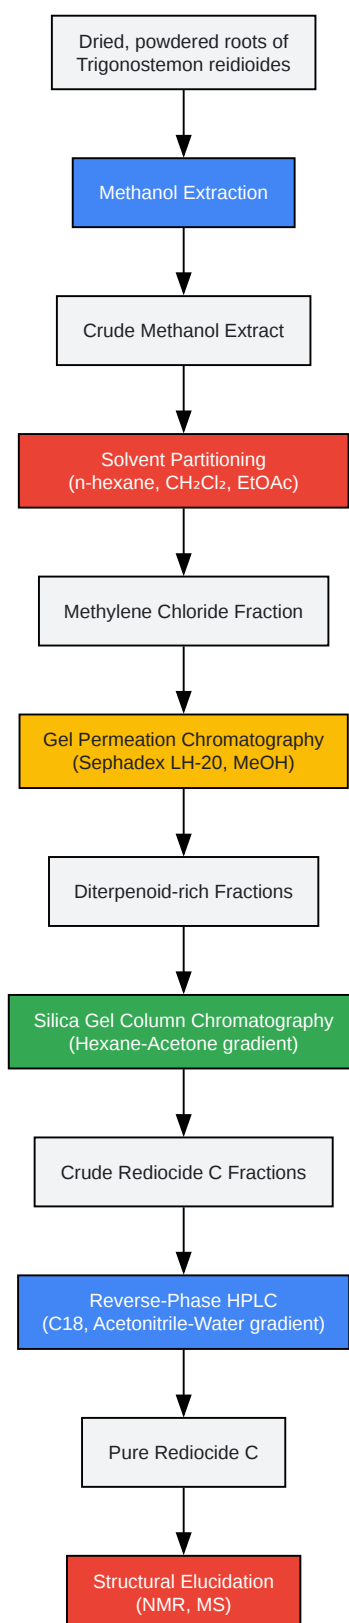 Dried, powdered roots of
Trigonostemon reidioides
Methanol Extraction
Crude Methanol Extract
Solvent Partitioning
(n-hexane, CH₂Cl₂, EtOAc)
Methylene Chloride Fraction
Gel Permeation Chromatography
(Sephadex LH-20, MeOH)
Diterpenoid-rich Fractions
Silica Gel Column Chromatography
(Hexane-Acetone gradient)
Crude Rediocide C Fractions
Reverse-Phase HPLC
(C18, Acetonitrile-Water gradient)
Pure Rediocide C
Structural Elucidation
(NMR, MS)